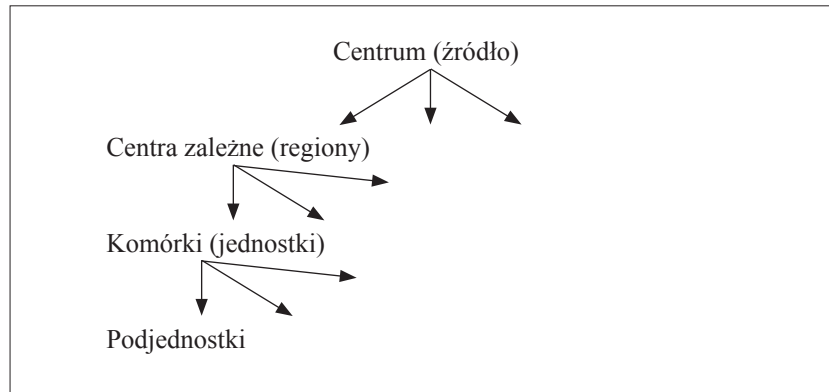 Centrum (źródło)
Centra zależne (regiony)
Komórki (jednostki)
Podjednostki